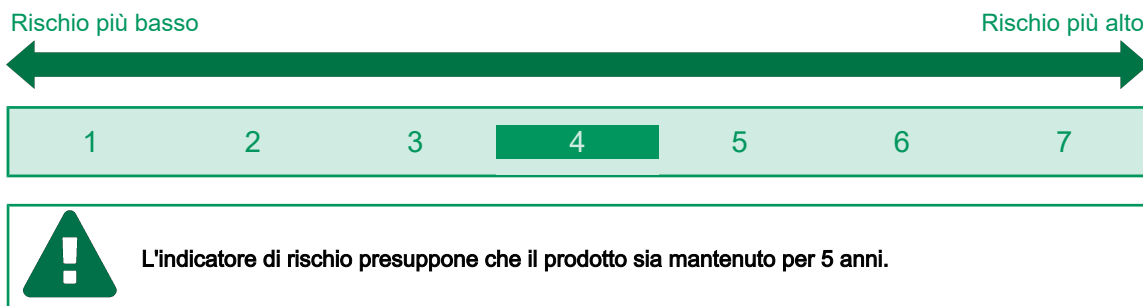 Rischio più basso Rischio più alto
1 2 3 4 5 6 7
! L'indicatore di rischio presuppone che il prodotto sia mantenuto per 5 anni.